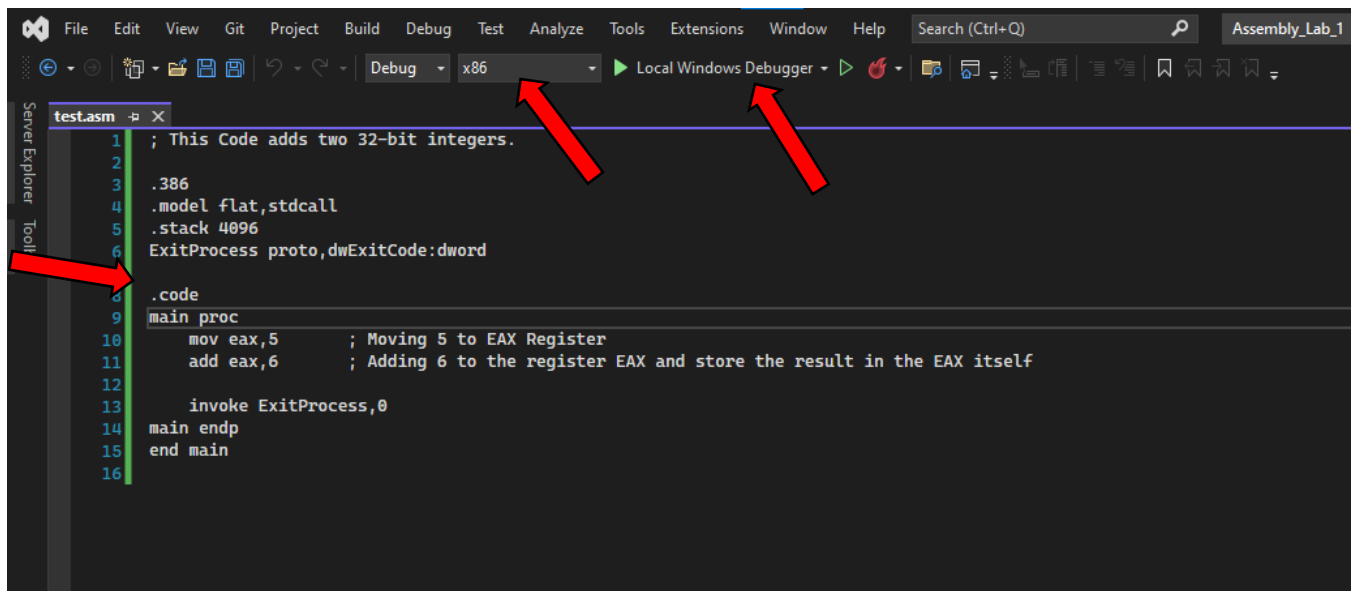 File Edit View Git Project Build Debug Test Analyze Tools Extensions Window Help Search (Ctrl+Q) Assembly_Lab_1
Debug x86 Local Windows Debugger
Server Explorer
test.asm
1 ; This Code adds two 32-bit integers.
2
3 .386
4 .model flat,stdcall
5 .stack 4096
6 ExitProcess proto,dwExitCode:dword
8 .code
9 main proc
10 mov eax,5 ; Moving 5 to EAX Register
11 add eax,6 ; Adding 6 to the register EAX and store the result in the EAX itself
12
13 invoke ExitProcess,0
14 main endp
15 end main
16